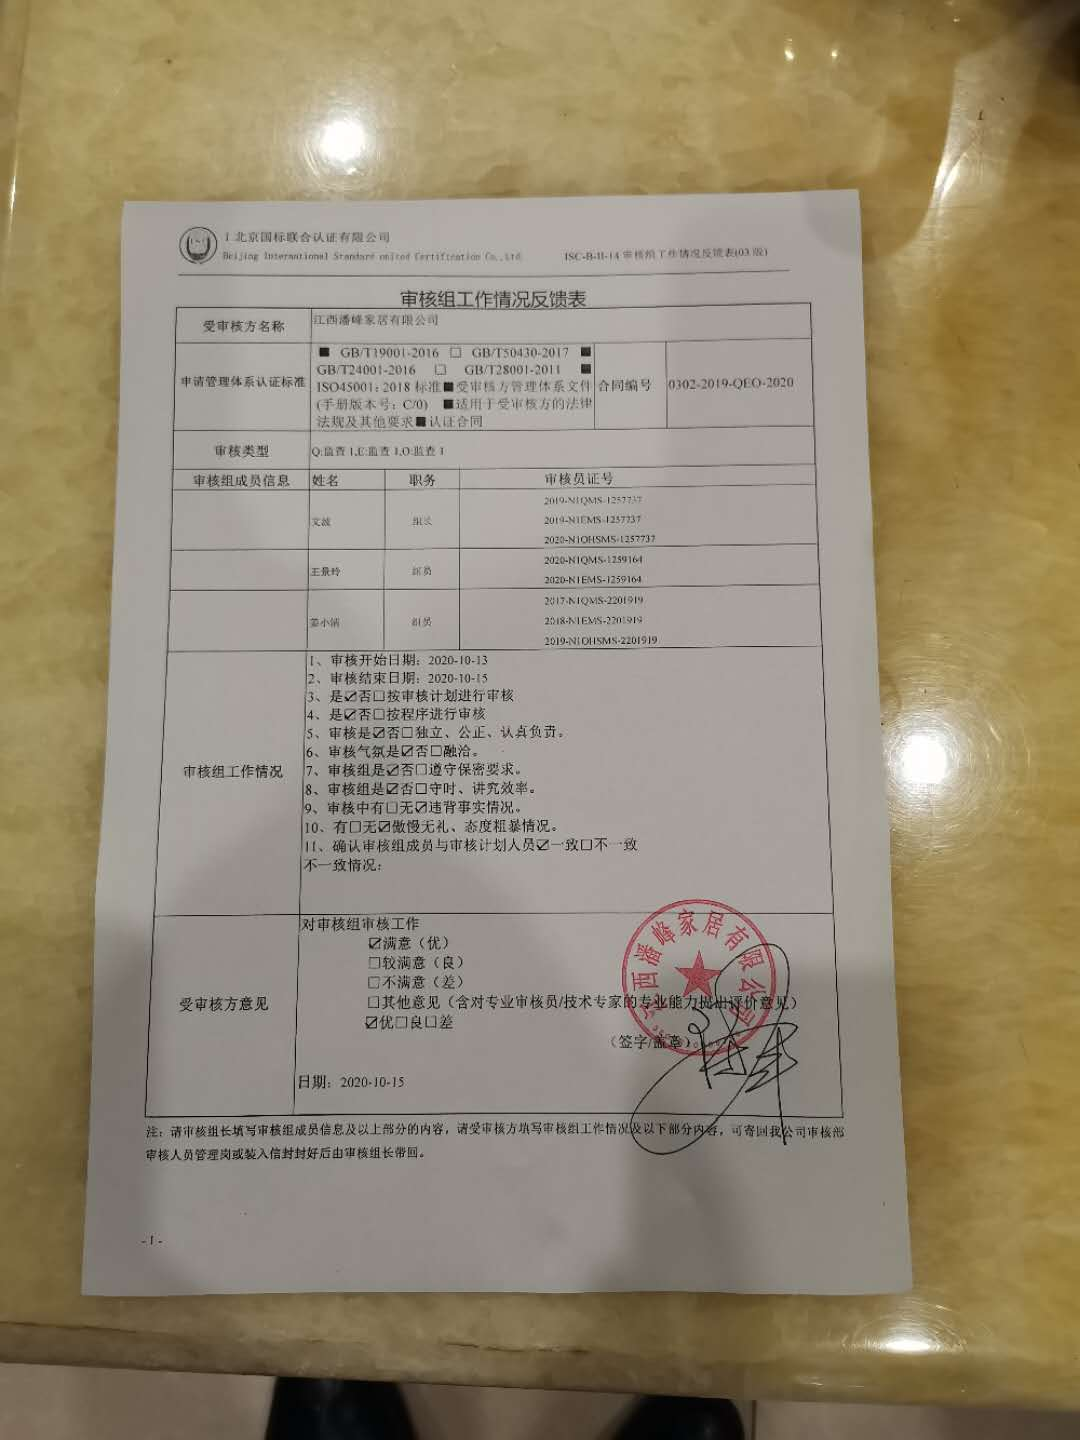 1 北京国标联合认证有限公司
Beijing International Standard united Certification Co.,Ltd.
ISC-B-II-14 审核组工作情况反馈表(03 版)
审核组工作情况反馈表
受审核方名称 江西潘峰家居有限公司
申请管理体系认证标准
■ GB/T19001-2016 □ GB/T50430-2017 ■
GB/T24001-2016 □ GB/T28001-2011 ■
ISO45001:2018 标准■受审核方管理体系文件
(手册版本号:C/0) ■适用于受审核方的法律
法规及其他要求■认证合同
合同编号 0302-2019-QEO-2020
审核类型 Q:监查 1,E:监查 1,O:监查 1
审核组成员信息 姓名 职务 审核员证号
文波 组长
2019-N1QMS-1257737
2019-N1EMS-1257737
2020-N1OHSMS-1257737
王景玲 组员
2020-N1QMS-1259164
2020-N1EMS-1259164
姜小清 组员
2017-N1QMS-2201919
2018-N1EMS-2201919
2019-N1OHSMS-2201919
审核组工作情况
1、审核开始日期:2020-10-13
2、审核结束日期:2020-10-15
3、是☑否□按审核计划进行审核
4、是☑否□按程序进行审核
5、审核是☑否□独立、公正、认真负责。
6、审核气氛是☑否□融洽。
7、审核组是☑否□遵守保密要求。
8、审核组是☑否□守时、讲究效率。
9、审核中有□无☑违背事实情况。
10、有□无☑傲慢无礼、态度粗暴情况。
11、确认审核组成员与审核计划人员☑一致□不一致
不一致情况:
受审核方意见
对审核组审核工作
☑满意(优)
□较满意(良)
□不满意(差)
□其他意见(含对专业审核员/技术专家的专业能力提出评价意见)
☑优□良□差
(签字/盖章)
江西潘峰家居有限公司
日期:2020-10-15
注:请审核组长填写审核组成员信息及以上部分的内容,请受审核方填写审核组工作情况及以下部分内容,可寄回我公司审核部
审核人员管理岗或装入信封封好后由审核组长带回。
- 1 -